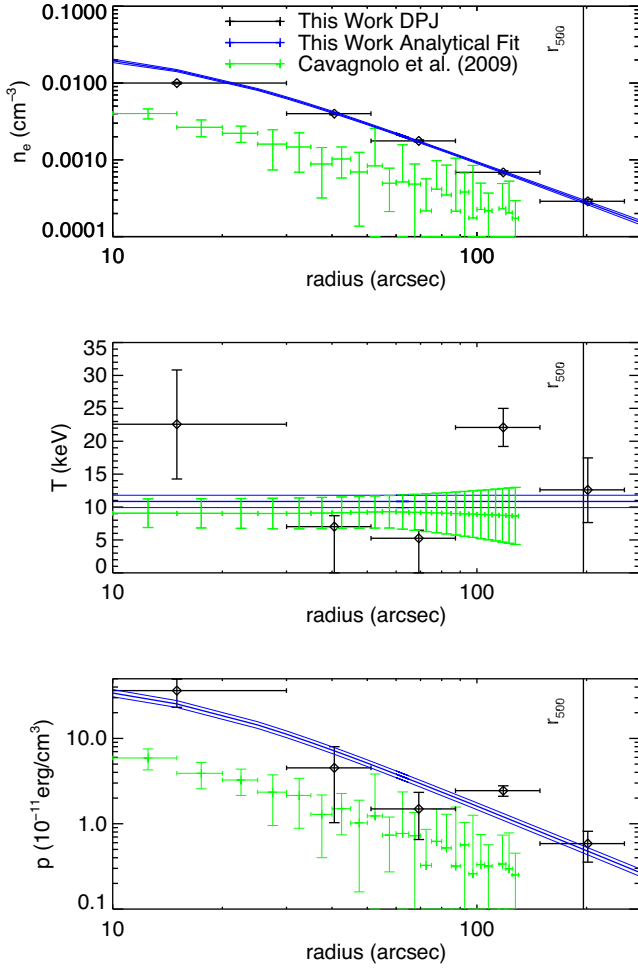 This Work DPJ
This Work Analytical Fit
Cavagnolo et al. (2009)
r500
0.1000
0.0100
0.0010
0.0001
n_e (cm⁻³)
10
100
radius (arcsec)
r500
35
30
25
20
15
10
5
0
T (keV)
10
100
radius (arcsec)
r500
10.0
1.0
0.1
p (10⁻¹¹erg/cm³)
10
100
radius (arcsec)